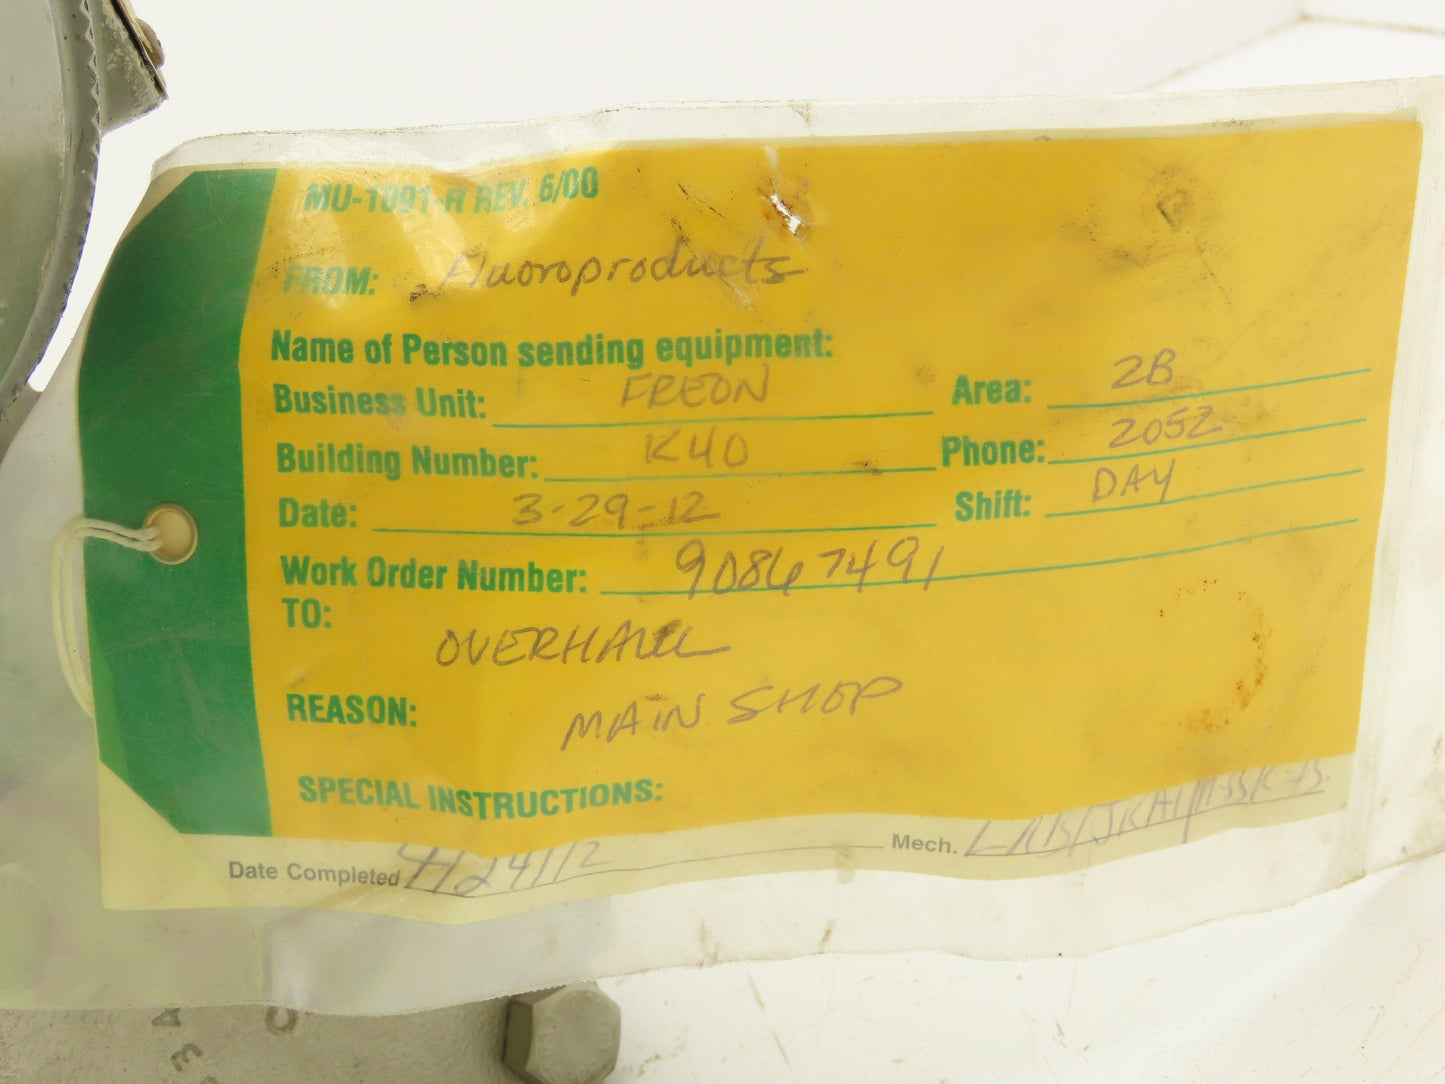 MU-1091-R REV. 6/00
FROM: Fluoroproducts
Name of Person sending equipment:
Business Unit: FREON Area: 2B
Building Number: K40 Phone: 2052
Date: 3-29-12 Shift: DAY
Work Order Number: 90867491
TO: OVERHAUL
REASON: MAIN SHOP
SPECIAL INSTRUCTIONS:
Date Completed 4/24/12 Mech.